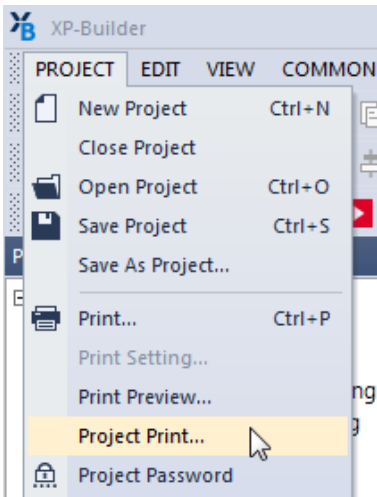 XP-Builder
PROJECT EDIT VIEW COMMON
New Project Ctrl+N
Close Project
Open Project Ctrl+O
Save Project Ctrl+S
Save As Project...
Print... Ctrl+P
Print Setting...
Print Preview...
Project Print...
Project Password